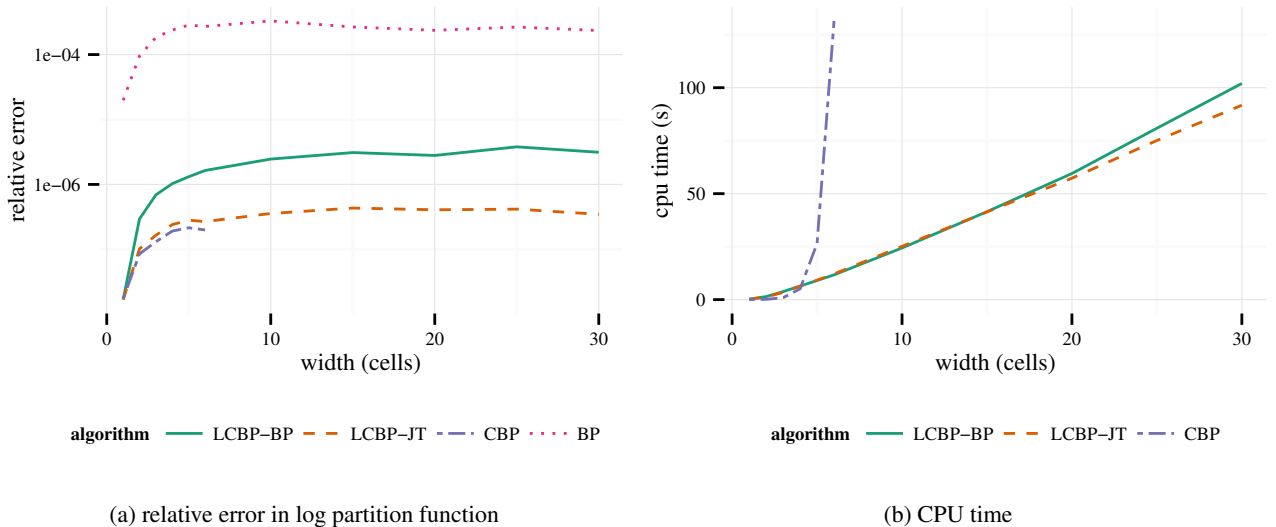 1e−04
1e−06
relative error
0
10
20
30
width (cells)
algorithm LCBP−BP LCBP−JT CBP BP
(a) relative error in log partition function
100
50
0
cpu time (s)
0
10
20
30
width (cells)
algorithm LCBP−BP LCBP−JT CBP
(b) CPU time